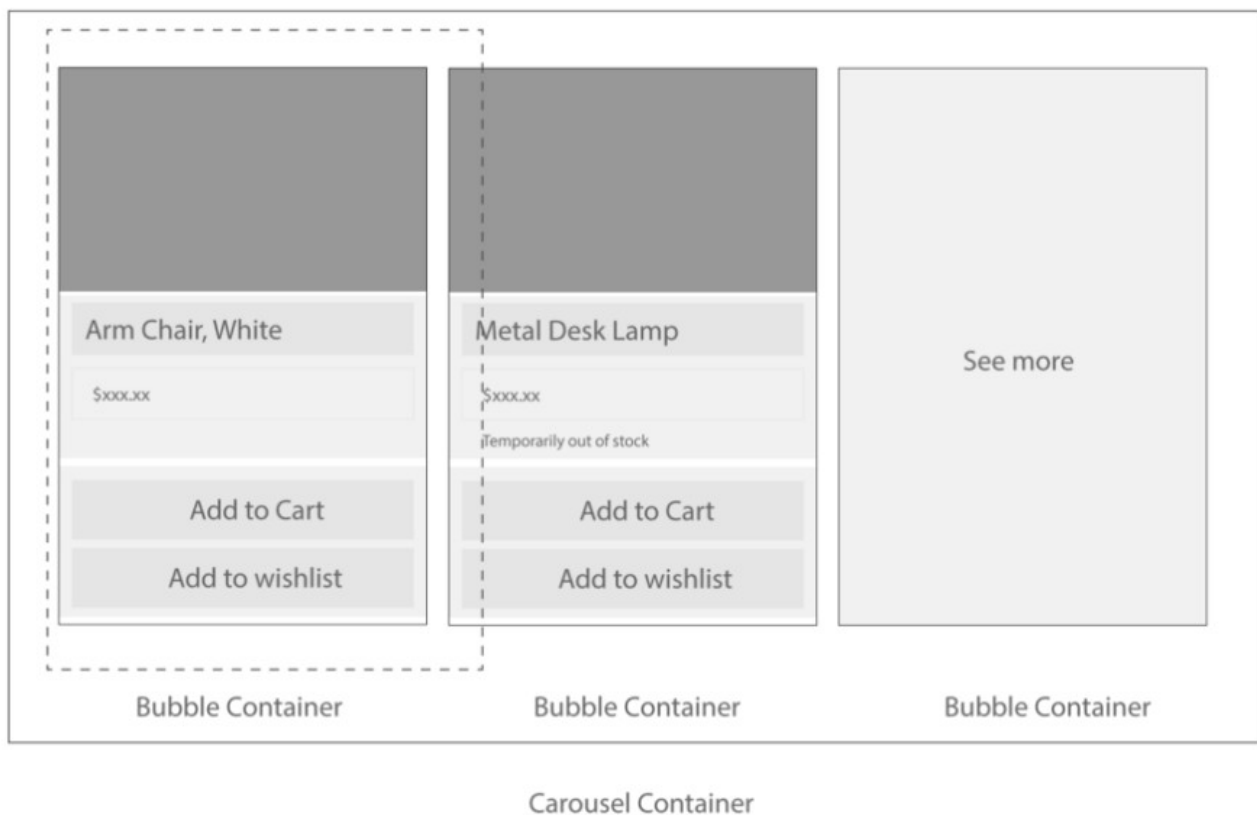 Arm Chair, White
$xxx.xx
Add to Cart
Add to wishlist
Metal Desk Lamp
$xxx.xx
Temporarily out of stock
Add to Cart
Add to wishlist
See more
Bubble Container
Bubble Container
Bubble Container
Carousel Container